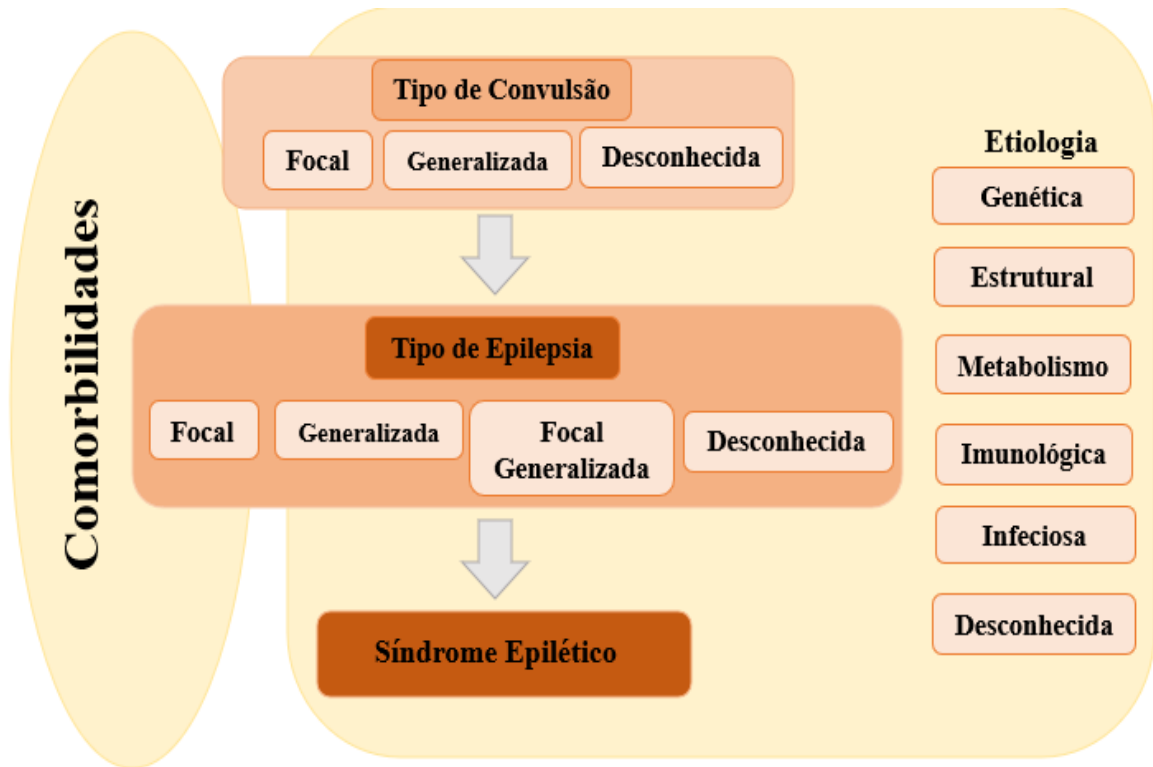 Comorbilidades
Tipo de Convulsão
Focal
Generalizada
Desconhecida
Tipo de Epilepsia
Focal
Generalizada
Focal
Generalizada
Desconhecida
Síndrome Epilético
Etiologia
Genética
Estrutural
Metabolismo
Imunológica
Infeciosa
Desconhecida